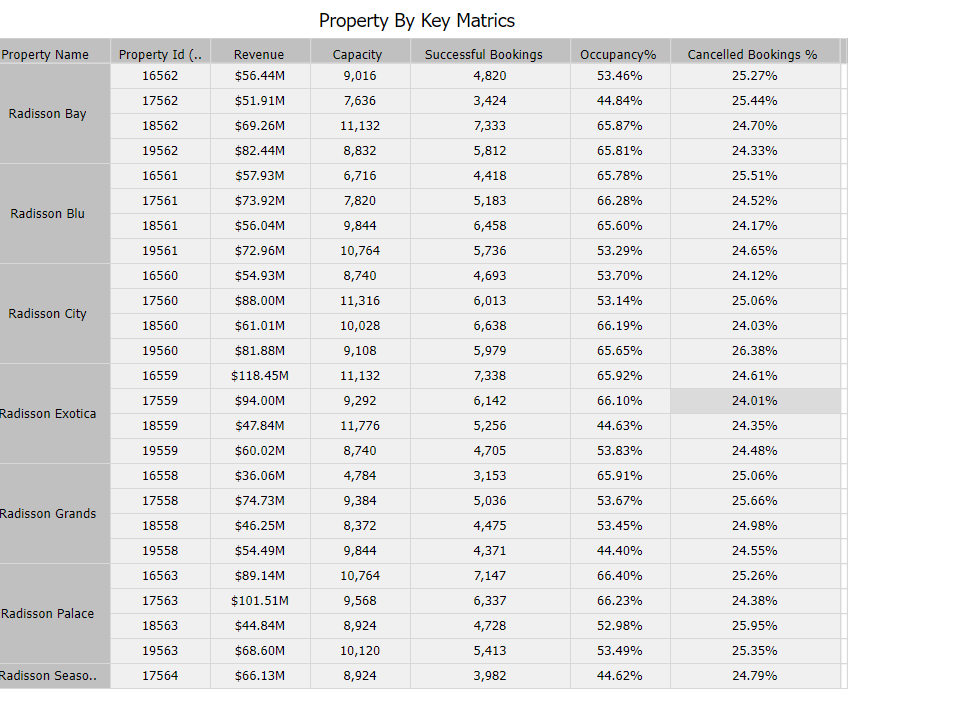 Property By Key Matrics
Property Name Property Id (.. Revenue Capacity Successful Bookings Occupancy% Cancelled Bookings %
Radisson Bay 16562 $56.44M 9,016 4,820 53.46% 25.27%
17562 $51.91M 7,636 3,424 44.84% 25.44%
18562 $69.26M 11,132 7,333 65.87% 24.70%
19562 $82.44M 8,832 5,812 65.81% 24.33%
Radisson Blu 16561 $57.93M 6,716 4,418 65.78% 25.51%
17561 $73.92M 7,820 5,183 66.28% 24.52%
18561 $56.04M 9,844 6,458 65.60% 24.17%
19561 $72.96M 10,764 5,736 53.29% 24.65%
Radisson City 16560 $54.93M 8,740 4,693 53.70% 24.12%
17560 $88.00M 11,316 6,013 53.14% 25.06%
18560 $61.01M 10,028 6,638 66.19% 24.03%
19560 $81.88M 9,108 5,979 65.65% 26.38%
Radisson Exotica 16559 $118.45M 11,132 7,338 65.92% 24.61%
17559 $94.00M 9,292 6,142 66.10% 24.01%
18559 $47.84M 11,776 5,256 44.63% 24.35%
19559 $60.02M 8,740 4,705 53.83% 24.48%
Radisson Grands 16558 $36.06M 4,784 3,153 65.91% 25.06%
17558 $74.73M 9,384 5,036 53.67% 25.66%
18558 $46.25M 8,372 4,475 53.45% 24.98%
19558 $54.49M 9,844 4,371 44.40% 24.55%
Radisson Palace 16563 $89.14M 10,764 7,147 66.40% 25.26%
17563 $101.51M 9,568 6,337 66.23% 24.38%
18563 $44.84M 8,924 4,728 52.98% 25.95%
19563 $68.60M 10,120 5,413 53.49% 25.35%
Radisson Seaso.. 17564 $66.13M 8,924 3,982 44.62% 24.79%